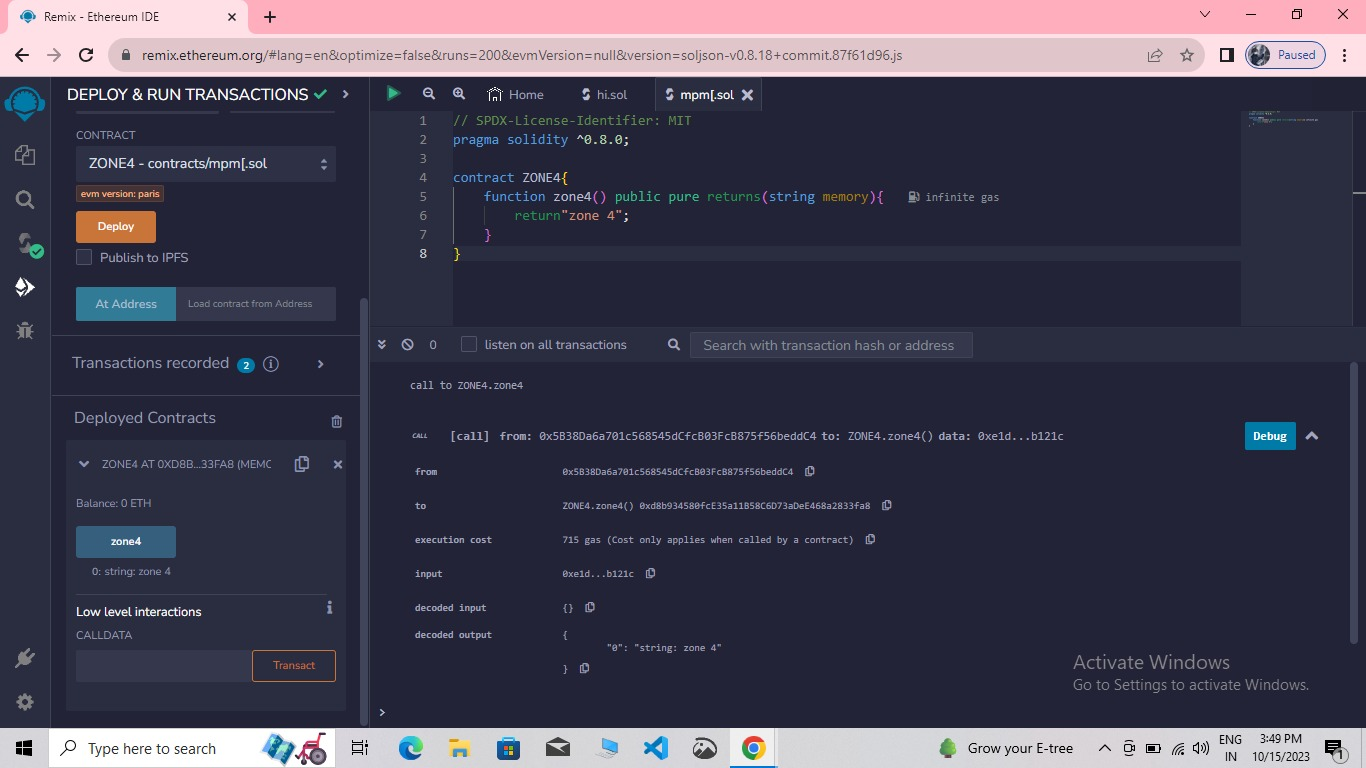 Remix - Ethereum IDE
remix.ethereum.org/#lang=en&optimize=false&runs=200&evmVersion=null&version=soljson-v0.8.18+commit.87f61d96.js
Paused
DEPLOY & RUN TRANSACTIONS
CONTRACT
ZONE4 - contracts/mpm[.sol
evm version: paris
Deploy
Publish to IPFS
At Address
Load contract from Address
Transactions recorded 2
Deployed Contracts
ZONE4 AT 0XD8B...33FA8 (MEMC
Balance: 0 ETH
zone4
0: string: zone 4
Low level interactions
CALLDATA
Transact
Home
hi.sol
mpm[.sol
1 // SPDX-License-Identifier: MIT
2 pragma solidity ^0.8.0;
3
4 contract ZONE4{
5 function zone4() public pure returns(string memory){ infinite gas
6 return"zone 4";
7 }
8 }
0 listen on all transactions
Search with transaction hash or address
call to ZONE4.zone4
CALL [call] from: 0x5B38Da6a701c568545dCfcB03FcB875f56beddC4 to: ZONE4.zone4() data: 0xe1d...b121c
Debug
from 0x5B38Da6a701c568545dCfcB03FcB875f56beddC4
to ZONE4.zone4() 0xd8b934580fcE35a11B58C6D73aDeE468a2833fa8
execution cost 715 gas (Cost only applies when called by a contract)
input 0xe1d...b121c
decoded input {}
decoded output {
"0": "string: zone 4"
}
>
Activate Windows
Go to Settings to activate Windows.
Type here to search
Grow your E-tree
ENG
IN
3:49 PM
10/15/2023
1